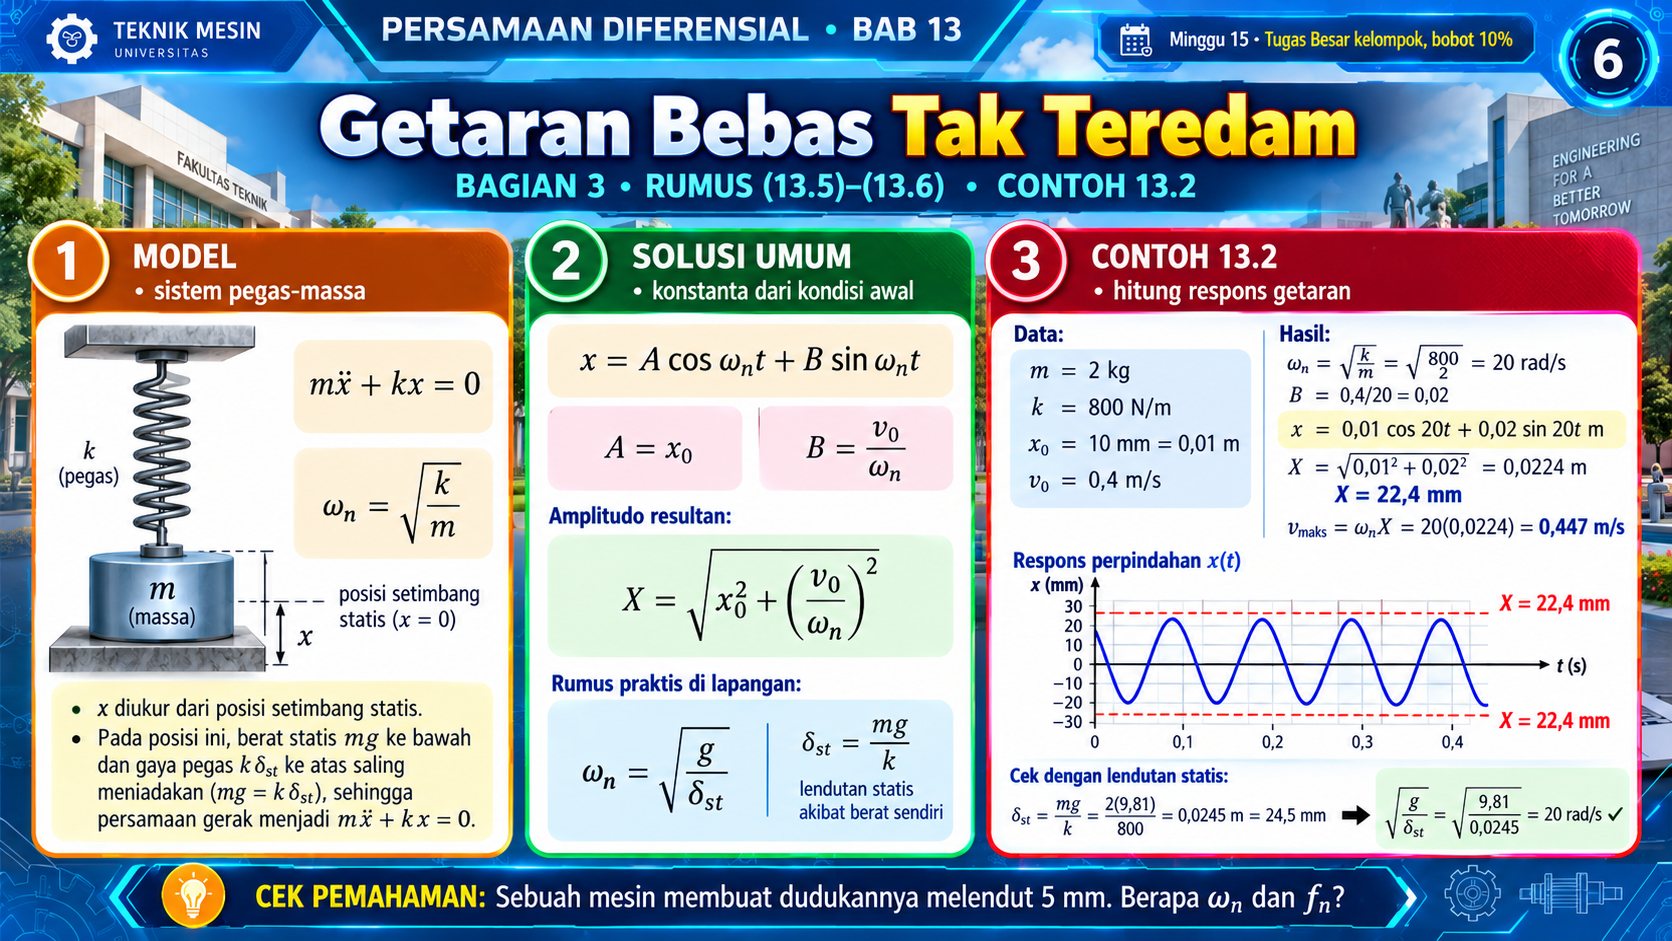 TEKNIK MESIN
UNIVERSITAS
PERSAMAAN DIFERENSIAL • BAB 13
Minggu 15 • Tugas Besar kelompok, bobot 10%
6
Getaran Bebas Tak Teredam
BAGIAN 3 • RUMUS (13.5)–(13.6) • CONTOH 13.2
FAKULTAS TEKNIK
ENGINEERING
FOR A
BETTER
TOMORROW
1
MODEL
• sistem pegas-massa
mẍ + kx = 0
k
(pegas)
ωn = √(k/m)
m
(massa)
posisi setimbang
statis (x = 0)
x
• x diukur dari posisi setimbang statis.
• Pada posisi ini, berat statis mg ke bawah
dan gaya pegas k δst ke atas saling
meniadakan (mg = k δst), sehingga
persamaan gerak menjadi mẍ + kx = 0.
2
SOLUSI UMUM
• konstanta dari kondisi awal
x = A cos ωnt + B sin ωnt
A = x0
B = v0/ωn
Amplitudo resultan:
X = √(x0² + (v0/ωn)²)
Rumus praktis di lapangan:
ωn = √(g/δst)
δst = mg/k
lendutan statis
akibat berat sendiri
3
CONTOH 13.2
• hitung respons getaran
Data:
m = 2 kg
k = 800 N/m
x0 = 10 mm = 0,01 m
v0 = 0,4 m/s
Hasil:
ωn = √(k/m) = √(800/2) = 20 rad/s
B = 0,4/20 = 0,02
x = 0,01 cos 20t + 0,02 sin 20t m
X = √(0,01² + 0,02²) = 0,0224 m
X = 22,4 mm
vmaks = ωnX = 20(0,0224) = 0,447 m/s
Respons perpindahan x(t)
x (mm)
30
20
10
0
−10
−20
−30
0
0,1
0,2
0,3
0,4
t (s)
X = 22,4 mm
X = 22,4 mm
Cek dengan lendutan statis:
δst = mg/k = 2(9,81)/800 = 0,0245 m = 24,5 mm
√(g/δst) = √(9,81/0,0245) = 20 rad/s ✓
CEK PEMAHAMAN: Sebuah mesin membuat dudukannya melendut 5 mm. Berapa ωn dan fn?